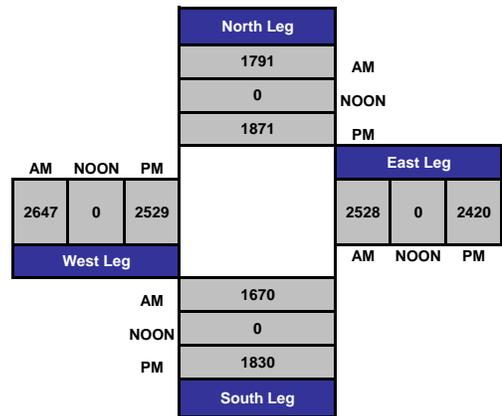 North Leg
1791 AM
0 NOON
1871 PM
AM NOON PM
East Leg
2647 0 2529
2528 0 2420
West Leg
AM NOON PM
AM 1670
NOON 0
PM 1830
South Leg